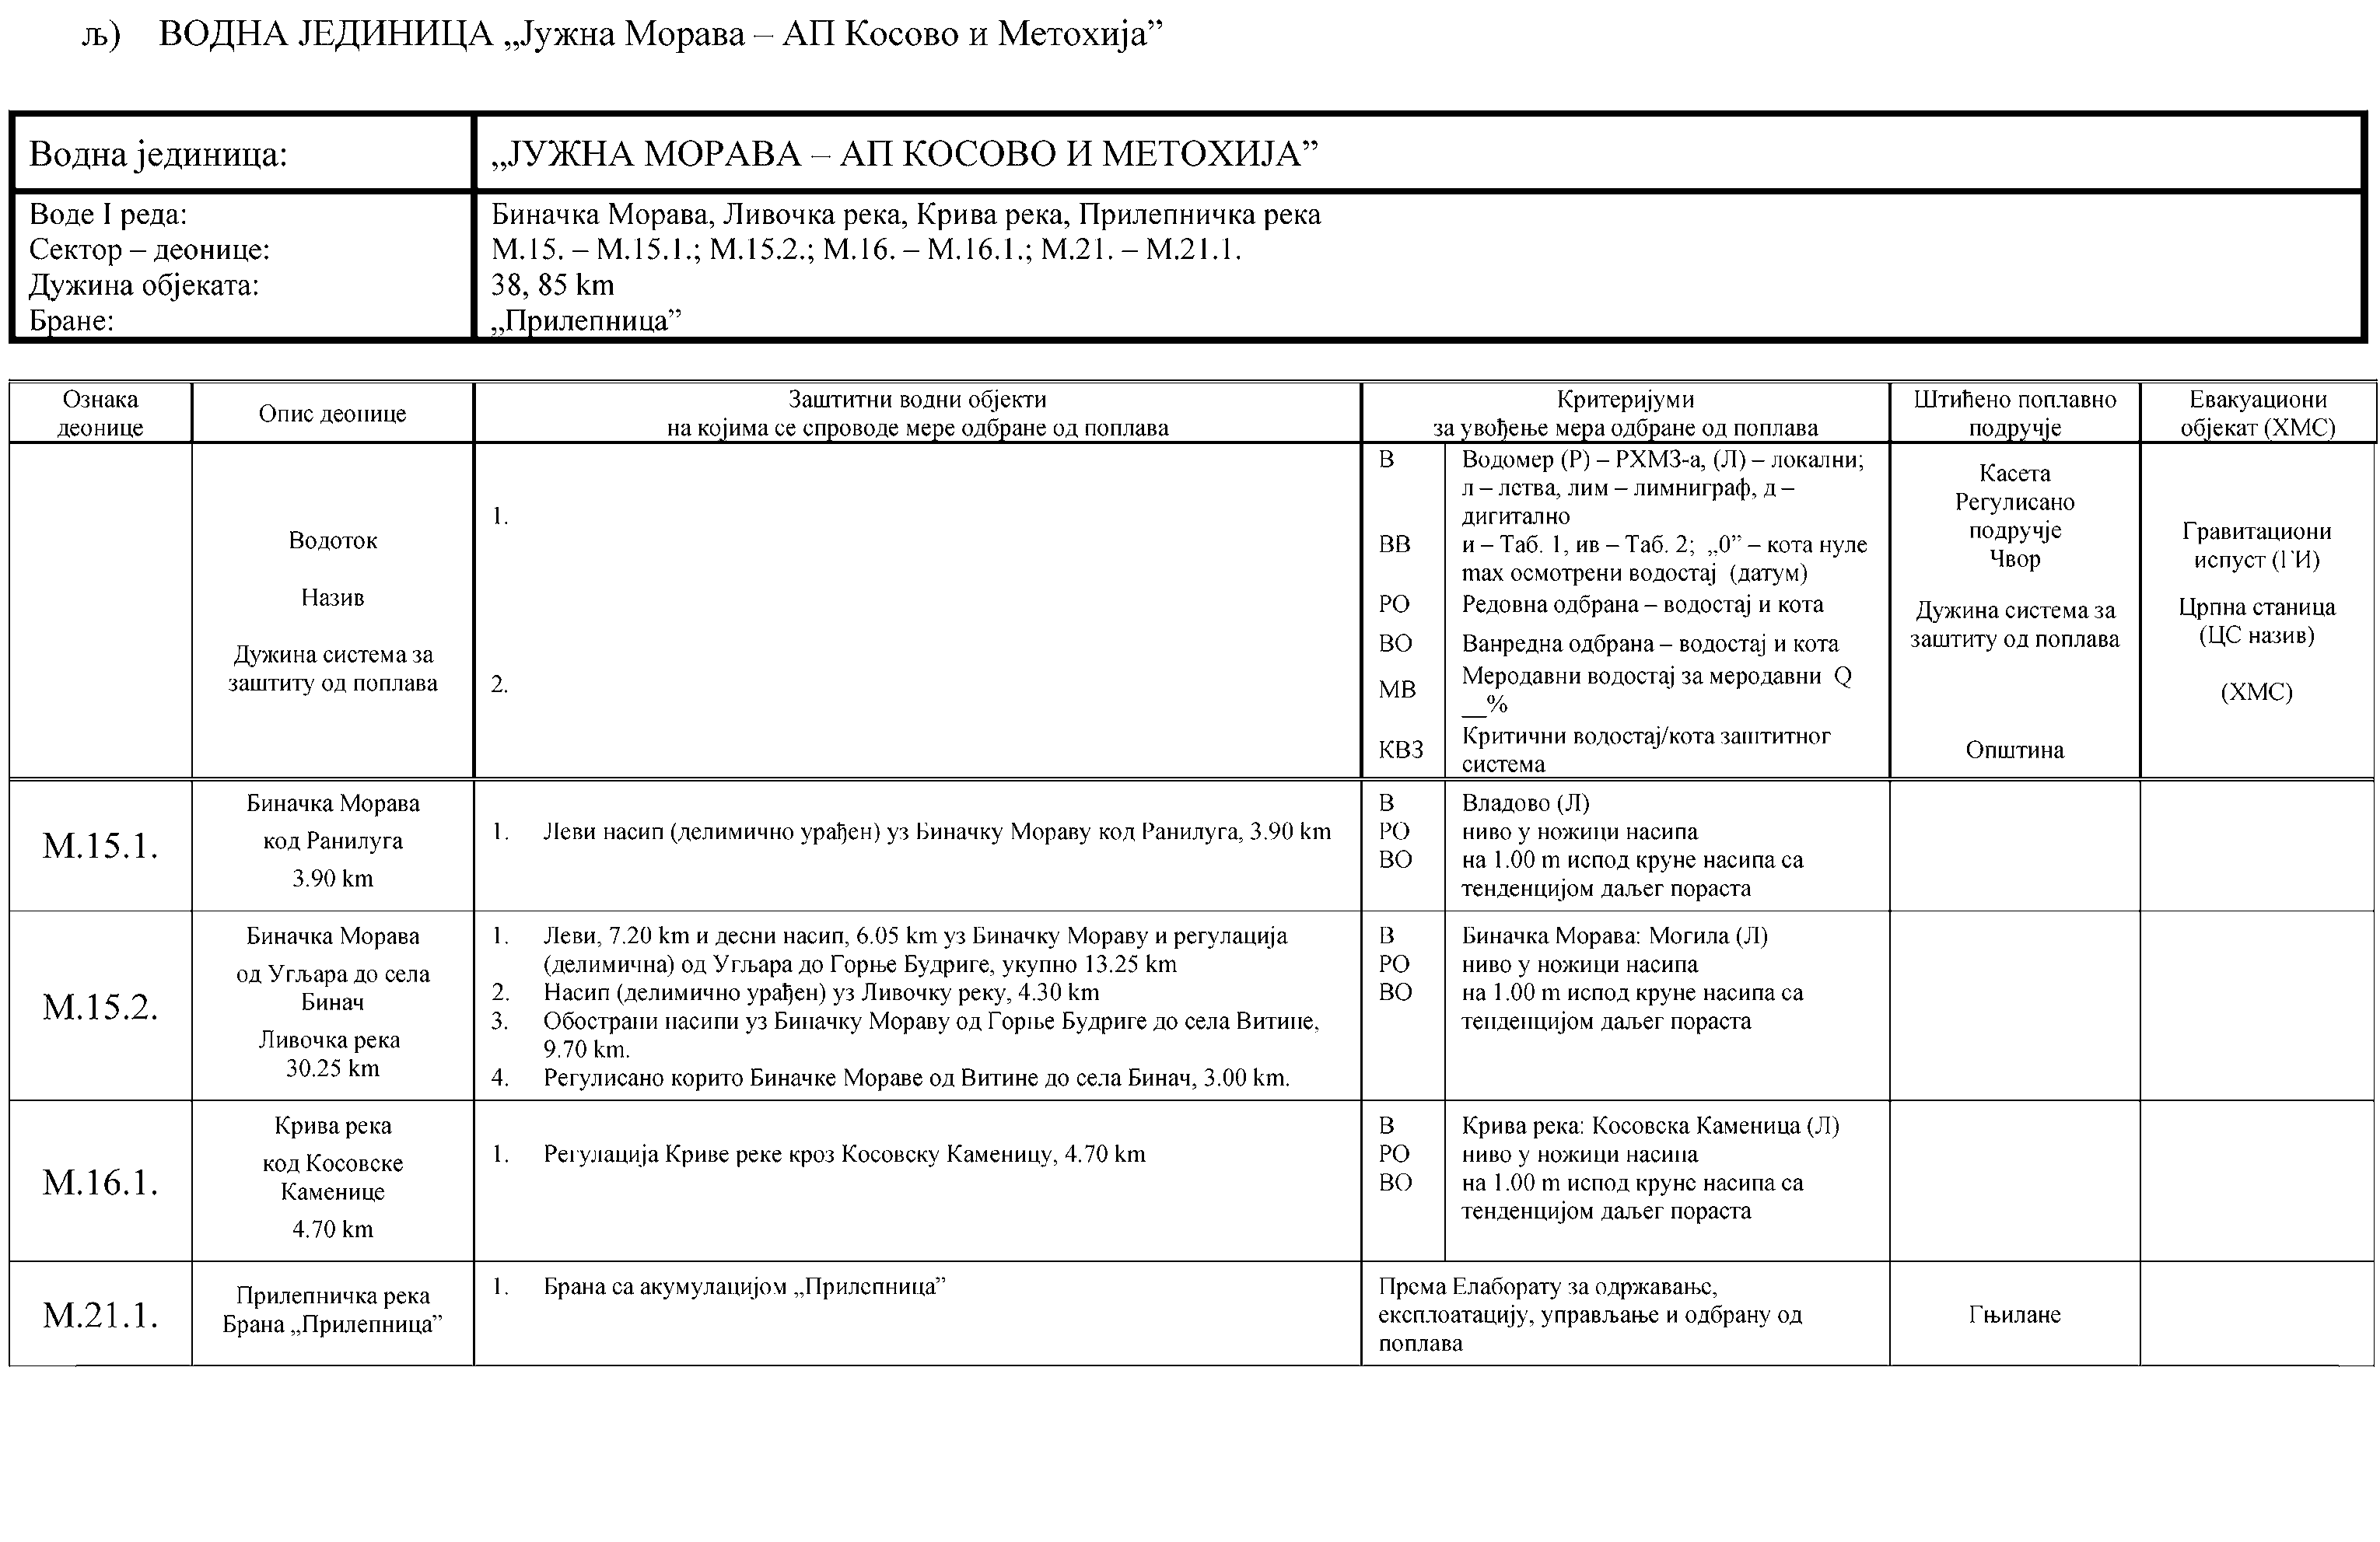 љ) ВОДНА ЈЕДИНИЦА „Јужна Морава – АП Косово и Метохија”
Водна јединица:
„ЈУЖНА МОРАВА – АП КОСОВО И МЕТОХИЈА”
Воде I реда:
Биначка Морава, Ливочка река, Крива река, Прилепничка река
Сектор – деонице:
М.15. – М.15.1.; М.15.2.; М.16. – М.16.1.; М.21. – М.21.1.
Дужина објеката:
38, 85 km
Бране:
„Прилепница”
Ознака
деонице
Опис деонице
Заштитни водни објекти
на којима се спроводе мере одбране од поплава
Критеријуми
за увођење мера одбране од поплава
Штићено поплавно
подручје
Евакуациони
објекат (ХМС)
Водоток
Назив
Дужина система за
заштиту од поплава
1.
2.
В
Водомер (Р) – РХМЗ-а, (Л) – локални;
л – лства, лим – лимниграф, д –
дигитално
ВВ
и – Таб. 1, ив – Таб. 2; „0” – кота нуле
max осмотрени водостај (датум)
РО
Редовна одбрана – водостај и кота
ВО
Ванредна одбрана – водостај и кота
МВ
Меродавни водостај за меродавни Q
__%
КВЗ
Критични водостај/кота заштитног
система
Касета
Регулисано
подручје
Чвор
Дужина система за
заштиту од поплава
Општина
Гравитациони
испуст (ГИ)
Црпна станица
(ЦС назив)
(ХМС)
М.15.1.
Биначка Морава
код Ранилуга
3.90 km
1. Леви насип (делимично урађен) уз Биначку Мораву код Ранилуга, 3.90 km
В Владово (Л)
РО ниво у ножици насипа
ВО на 1.00 m испод круне насипа са
тенденцијом даљег пораста
М.15.2.
Биначка Морава
од Угљара до села
Бинач
Ливочка река
30.25 km
1. Леви, 7.20 km и десни насип, 6.05 km уз Биначку Мораву и регулација
(делимична) од Угљара до Горње Будриге, укупно 13.25 km
2. Насип (делимично урађен) уз Ливочку реку, 4.30 km
3. Обострани насипи уз Биначку Мораву од Горње Будриге до села Витине,
9.70 km.
4. Регулисано корито Биначке Мораве од Витине до села Бинач, 3.00 km.
В Биначка Морава: Могила (Л)
РО ниво у ножици насипа
ВО на 1.00 m испод круне насипа са
тенденцијом даљег пораста
М.16.1.
Крива река
код Косовске
Каменице
4.70 km
1. Регулација Криве реке кроз Косовску Каменицу, 4.70 km
В Крива река: Косовска Каменица (Л)
РО ниво у ножици насипа
ВО на 1.00 m испод круне насипа са
тенденцијом даљег пораста
М.21.1.
Прилепничка река
Брана „Прилепница”
1. Брана са акумулацијом „Прилепница”
Према Елаборату за одржавање,
експлоатацију, управљање и одбрану од
поплава
Гњилане